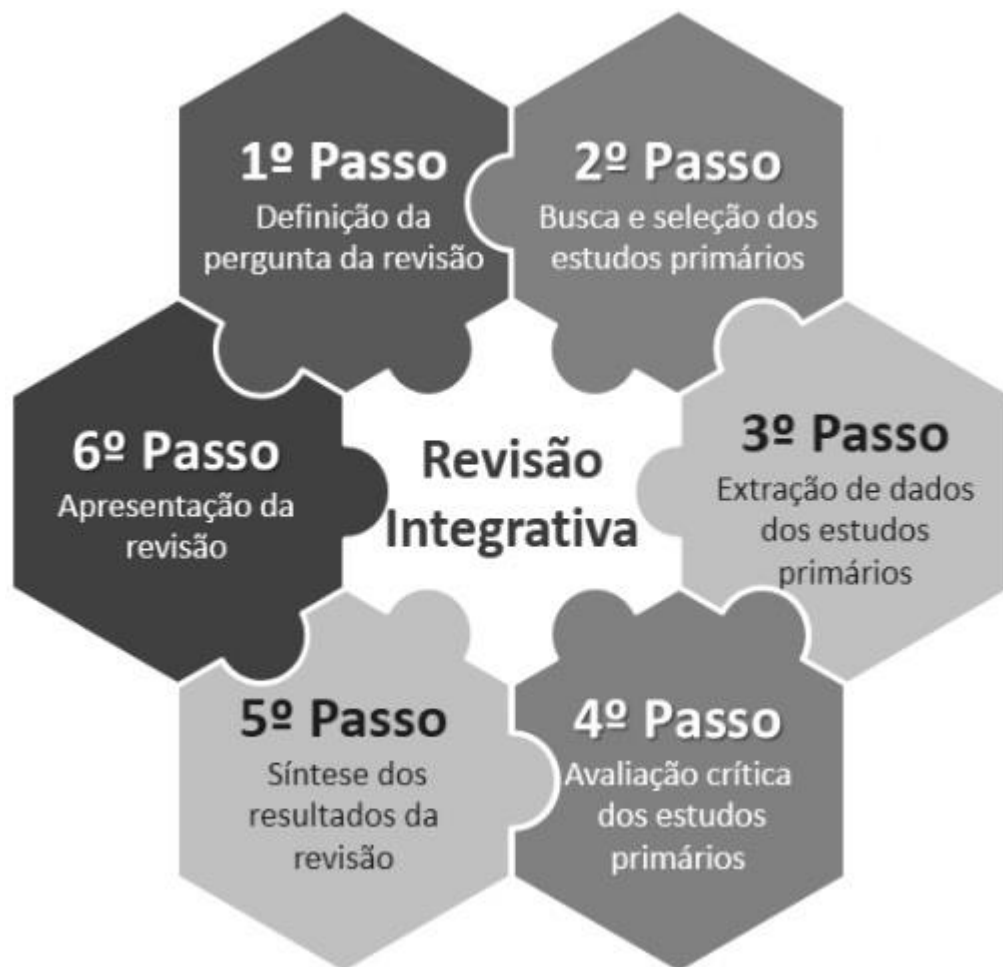 1º Passo
Definição da
pergunta da revisão
2º Passo
Busca e seleção dos
estudos primários
3º Passo
Extração de dados
dos estudos
primários
4º Passo
Avaliação crítica
dos estudos
primários
5º Passo
Síntese dos
resultados da
revisão
6º Passo
Apresentação da
revisão
Revisão
Integrativa